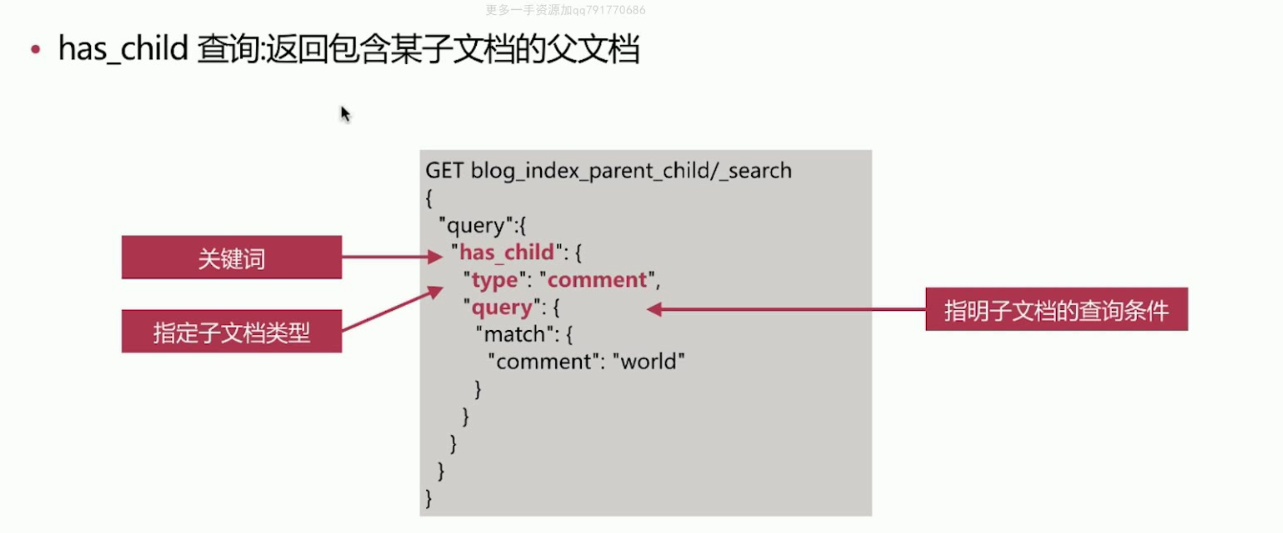 更多一手资源加qq791770686
• has_child 查询:返回包含某子文档的父文档
GET blog_index_parent_child/_search
{
"query":{
"has_child": {
"type": "comment",
"query": {
"match": {
"comment": "world"
}
}
}
}
}
关键词
指定子文档类型
指明子文档的查询条件